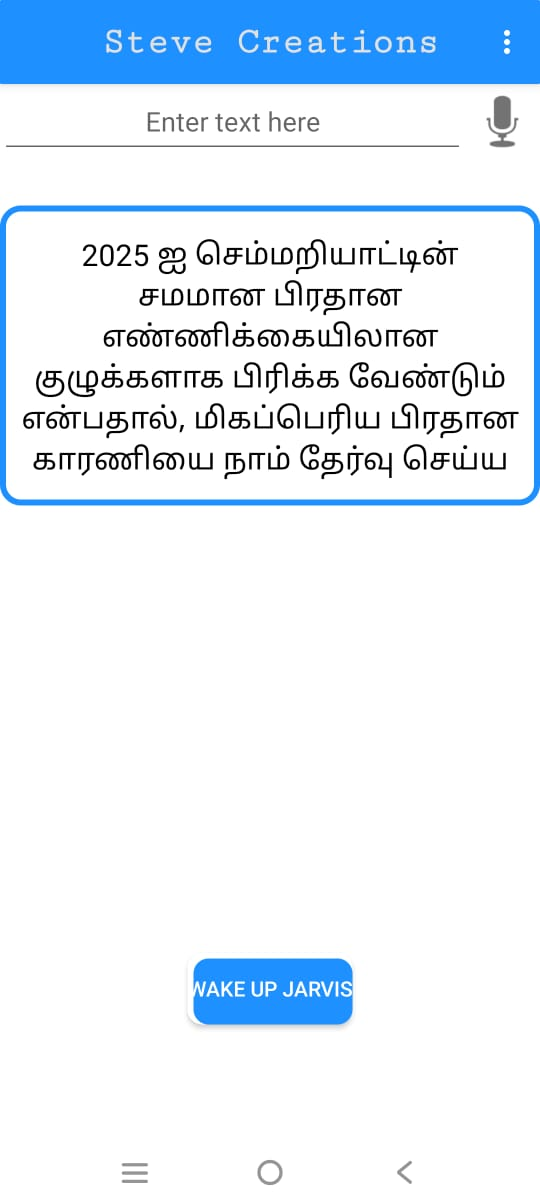 Steve Creations
Enter text here
2025 ஐ செம்மறியாட்டின்
சமமான பிரதான
எண்ணிக்கையிலான
குழுக்களாக பிரிக்க வேண்டும்
என்பதால், மிகப்பெரிய பிரதான
காரணியை நாம் தேர்வு செய்ய
WAKE UP JARVIS